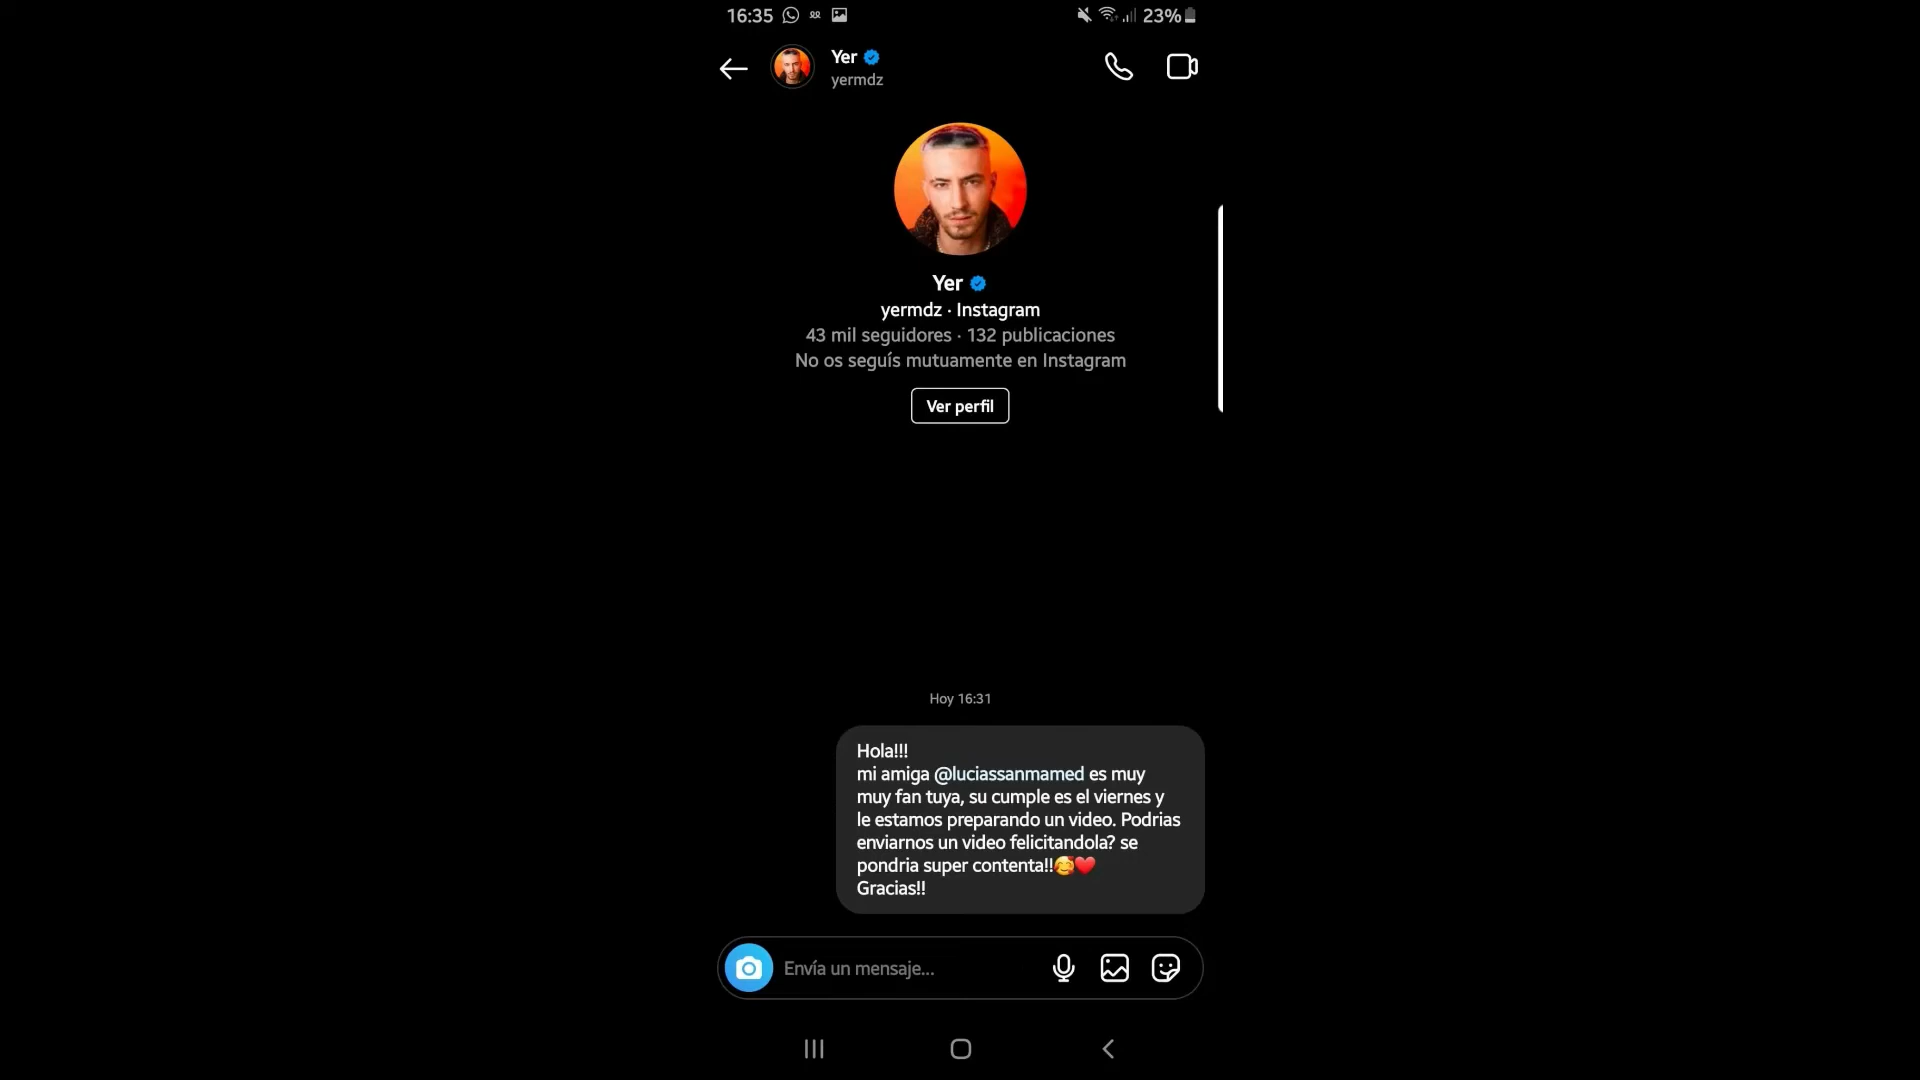 16:35
23%
Yer
yermdz
Yer
yermdz · Instagram
43 mil seguidores · 132 publicaciones
No os seguís mutuamente en Instagram
Ver perfil
Hoy 16:31
Hola!!!
mi amiga @luciassanmamed es muy
muy fan tuya, su cumple es el viernes y
le estamos preparando un video. Podrias
enviarnos un video felicitandola? se
pondria super contenta!!🥰❤️
Gracias!!
Envía un mensaje...